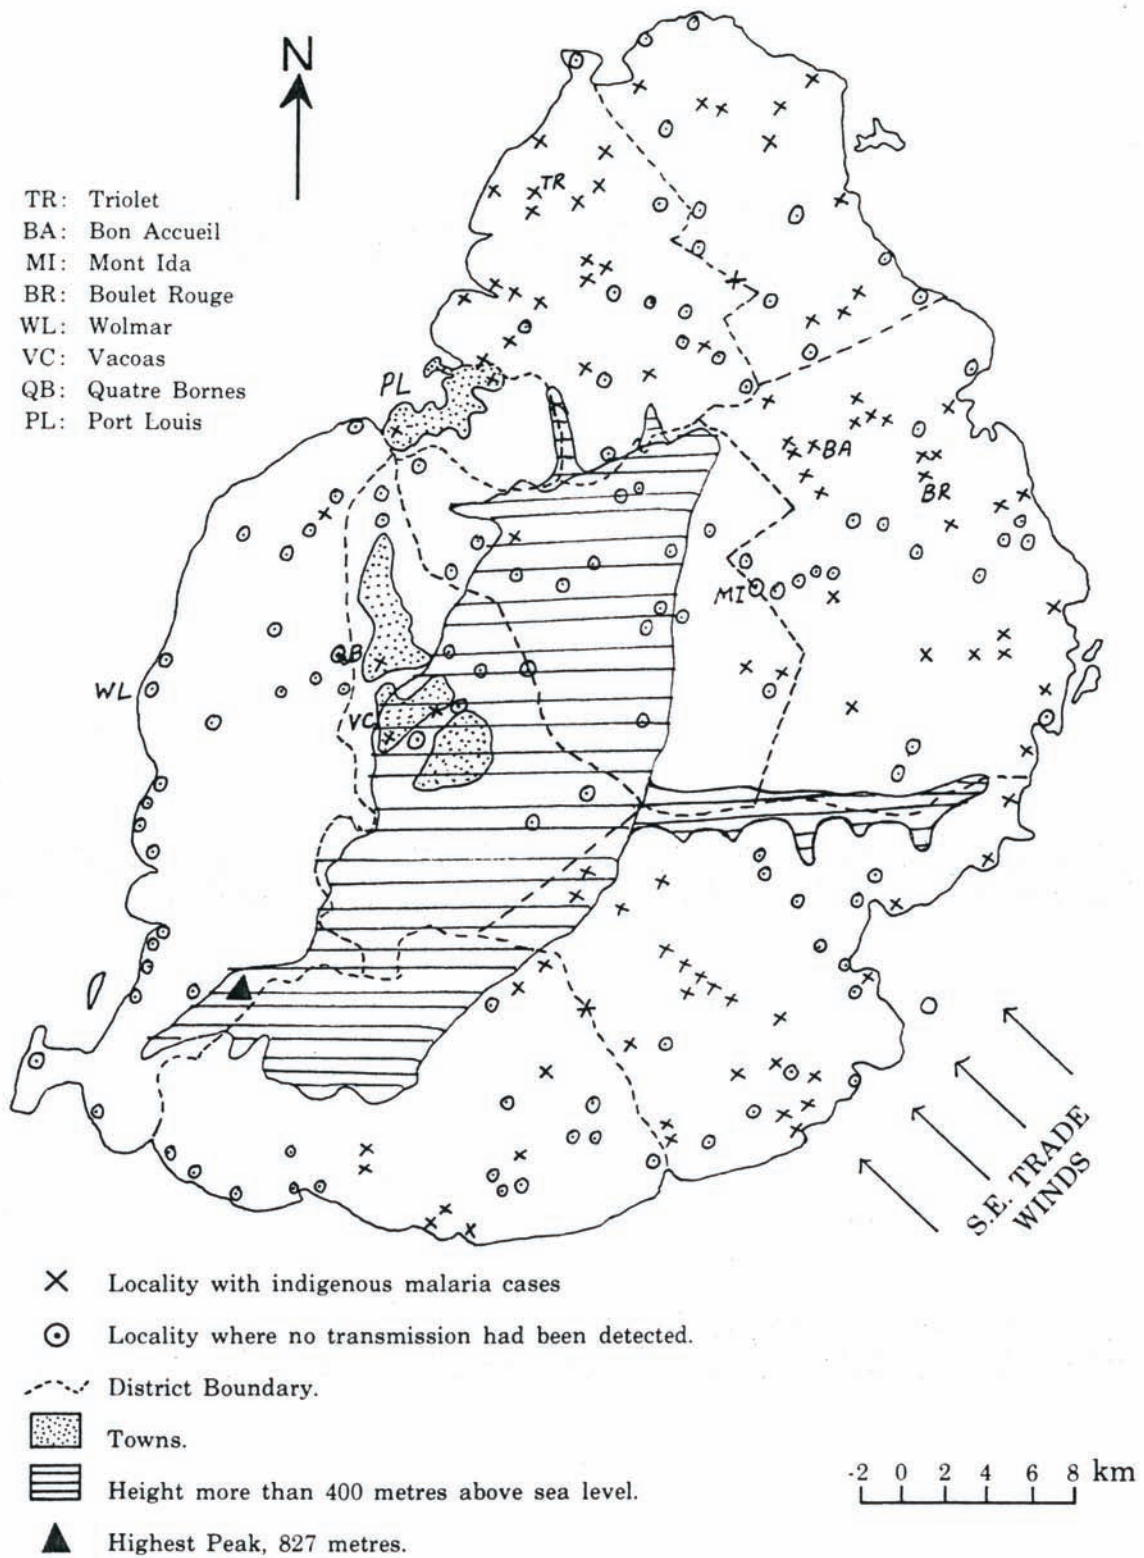 N
TR: Triolet
BA: Bon Accueil
MI: Mont Ida
BR: Boulet Rouge
WL: Wolmar
VC: Vacoas
QB: Quatre Bornes
PL: Port Louis
TR
PL
BA
BR
MI
QB
WL
VC
S.E. TRADE
WINDS
Locality with indigenous malaria cases
Locality where no transmission had been detected.
District Boundary.
Towns.
Height more than 400 metres above sea level.
Highest Peak, 827 metres.
-2 0 2 4 6 8 km